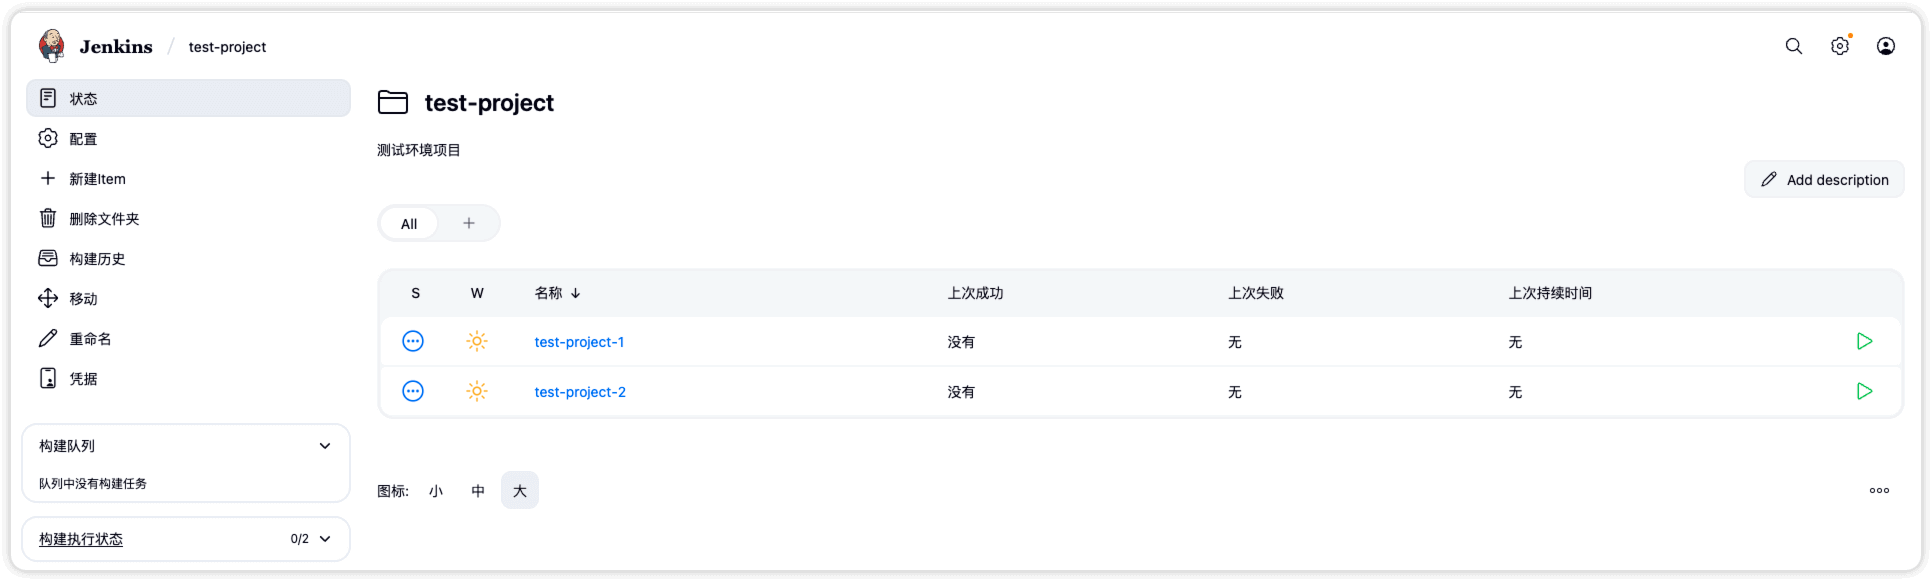 Jenkins / test-project
状态
配置
新建Item
删除文件夹
构建历史
移动
重命名
凭据
构建队列
队列中没有构建任务
构建执行状态 0/2
test-project
测试环境项目
Add description
All +
S W 名称 ↓ 上次成功 上次失败 上次持续时间
test-project-1 没有 无 无
test-project-2 没有 无 无
图标: 小 中 大